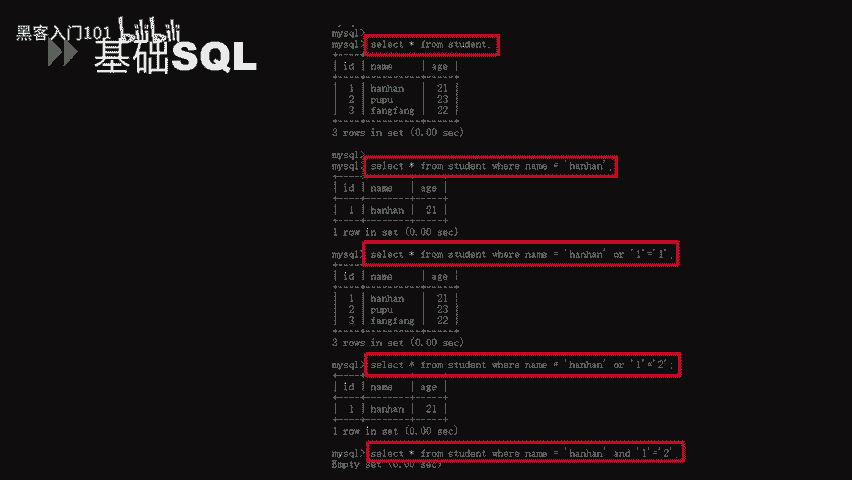 黑客入门101 bilibili
基础SQL
mysql>
mysql> select * from student;
| id | name | age |
| 1 | hanhan | 21 |
| 2 | pupu | 23 |
| 3 | fangfang | 22 |
3 rows in set (0.00 sec)
mysql>
mysql> select * from student where name = 'hanhan';
| id | name | age |
| 1 | hanhan | 21 |
1 row in set (0.00 sec)
mysql> select * from student where name = 'hanhan' or '1'='1';
| id | name | age |
| 1 | hanhan | 21 |
| 2 | pupu | 23 |
| 3 | fangfang | 22 |
3 rows in set (0.00 sec)
mysql> select * from student where name = 'hanhan' or '1'='2';
| id | name | age |
| 1 | hanhan | 21 |
1 row in set (0.00 sec)
mysql> select * from student where name = 'hanhan' and '1'='2';
Empty set (0.00 sec)